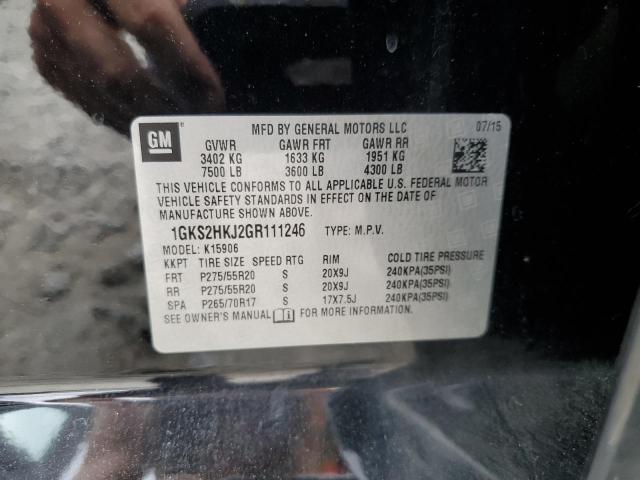 GM
MFD BY GENERAL MOTORS LLC 07/15
GVWR GAWR FRT GAWR RR
3402 KG 1633 KG 1951 KG
7500 LB 3600 LB 4300 LB
THIS VEHICLE CONFORMS TO ALL APPLICABLE U.S. FEDERAL MOTOR
VEHICLE SAFETY STANDARDS IN EFFECT ON THE DATE OF
MANUFACTURE SHOWN ABOVE.
1GKS2HKJ2GR111246 TYPE: M.P.V.
MODEL: K15906
KKPT TIRE SIZE SPEED RTG RIM COLD TIRE PRESSURE
FRT P275/55R20 S 20X9J 240KPA(35PSI)
RR P275/55R20 S 20X9J 240KPA(35PSI)
SPA P265/70R17 S 17X7.5J 240KPA(35PSI)
SEE OWNER'S MANUAL FOR MORE INFORMATION.